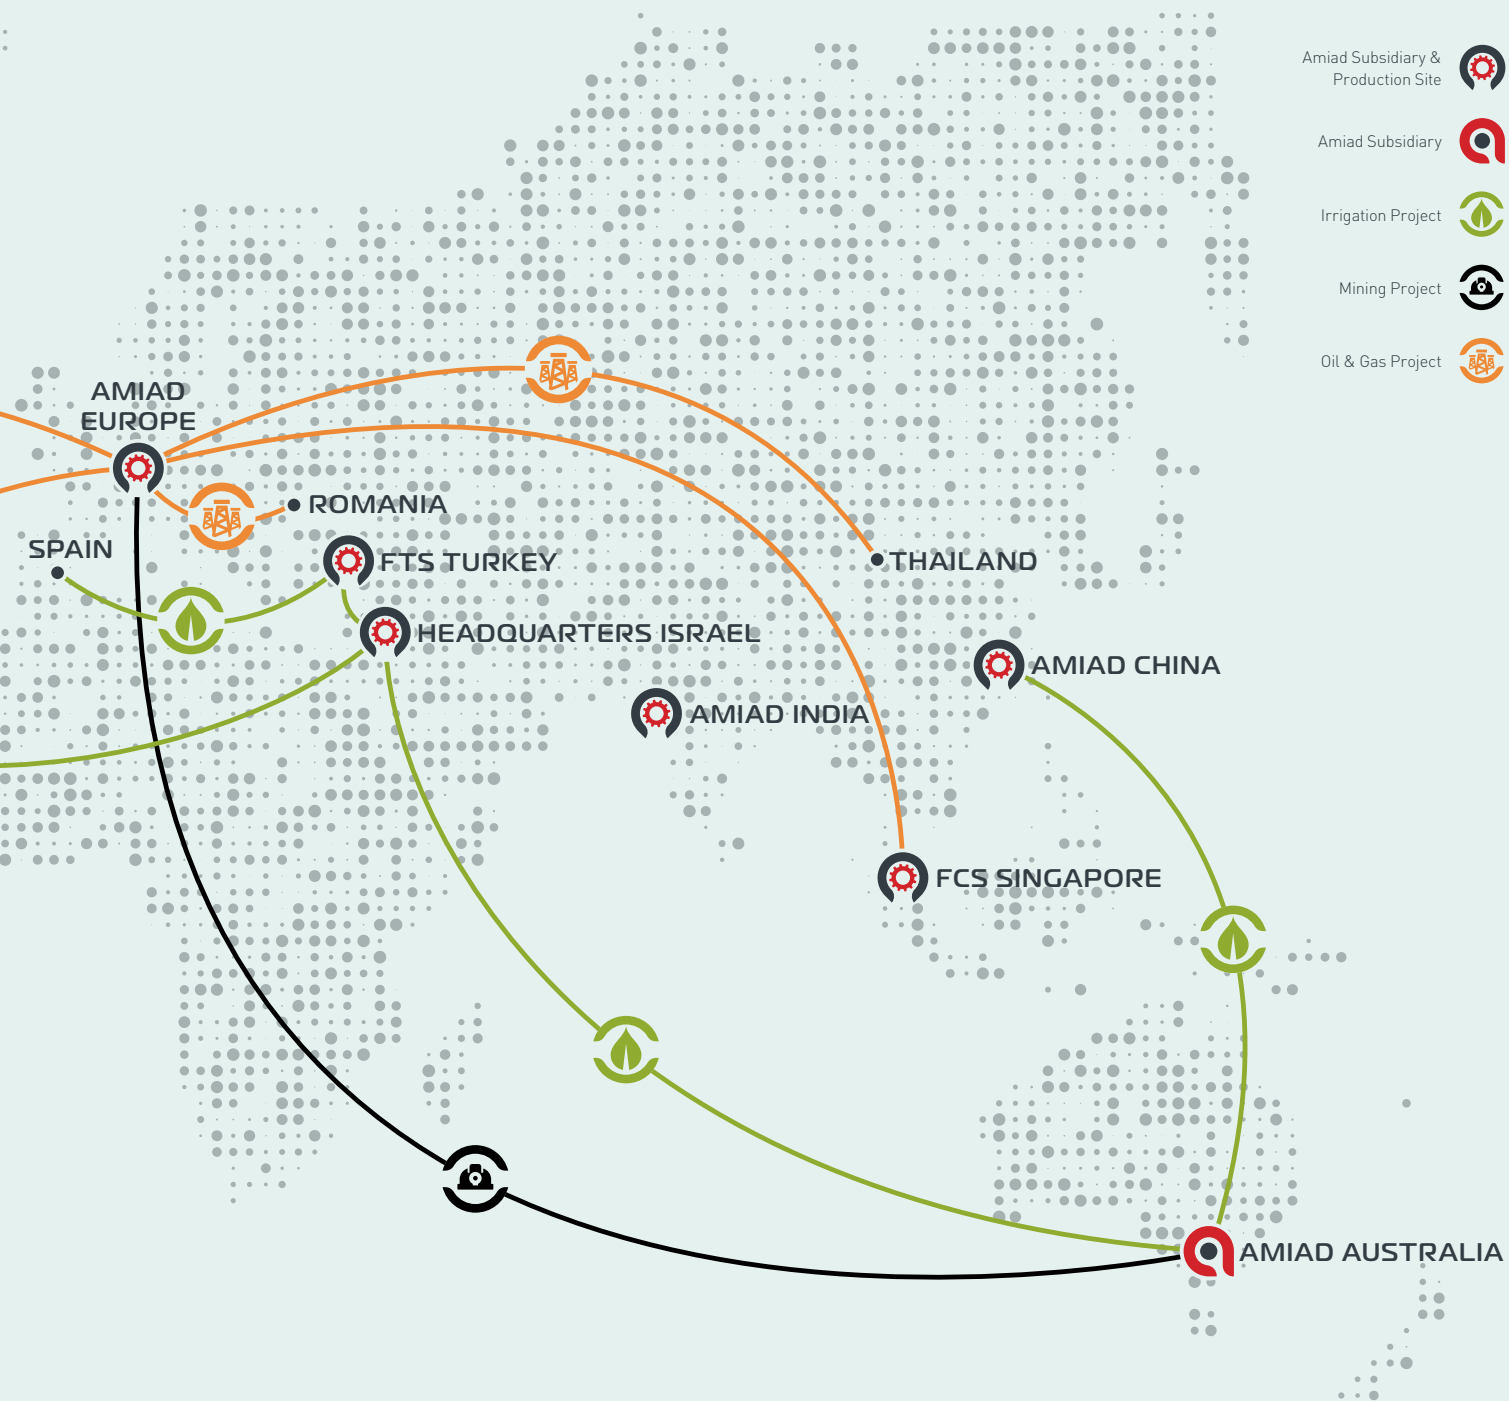 Amiad Subsidiary &
Production Site
Amiad Subsidiary
Irrigation Project
Mining Project
Oil & Gas Project
AMIAD
EUROPE
ROMANIA
SPAIN
FTS TURKEY
THAILAND
HEADQUARTERS ISRAEL
AMIAD CHINA
AMIAD INDIA
FCS SINGAPORE
AMIAD AUSTRALIA